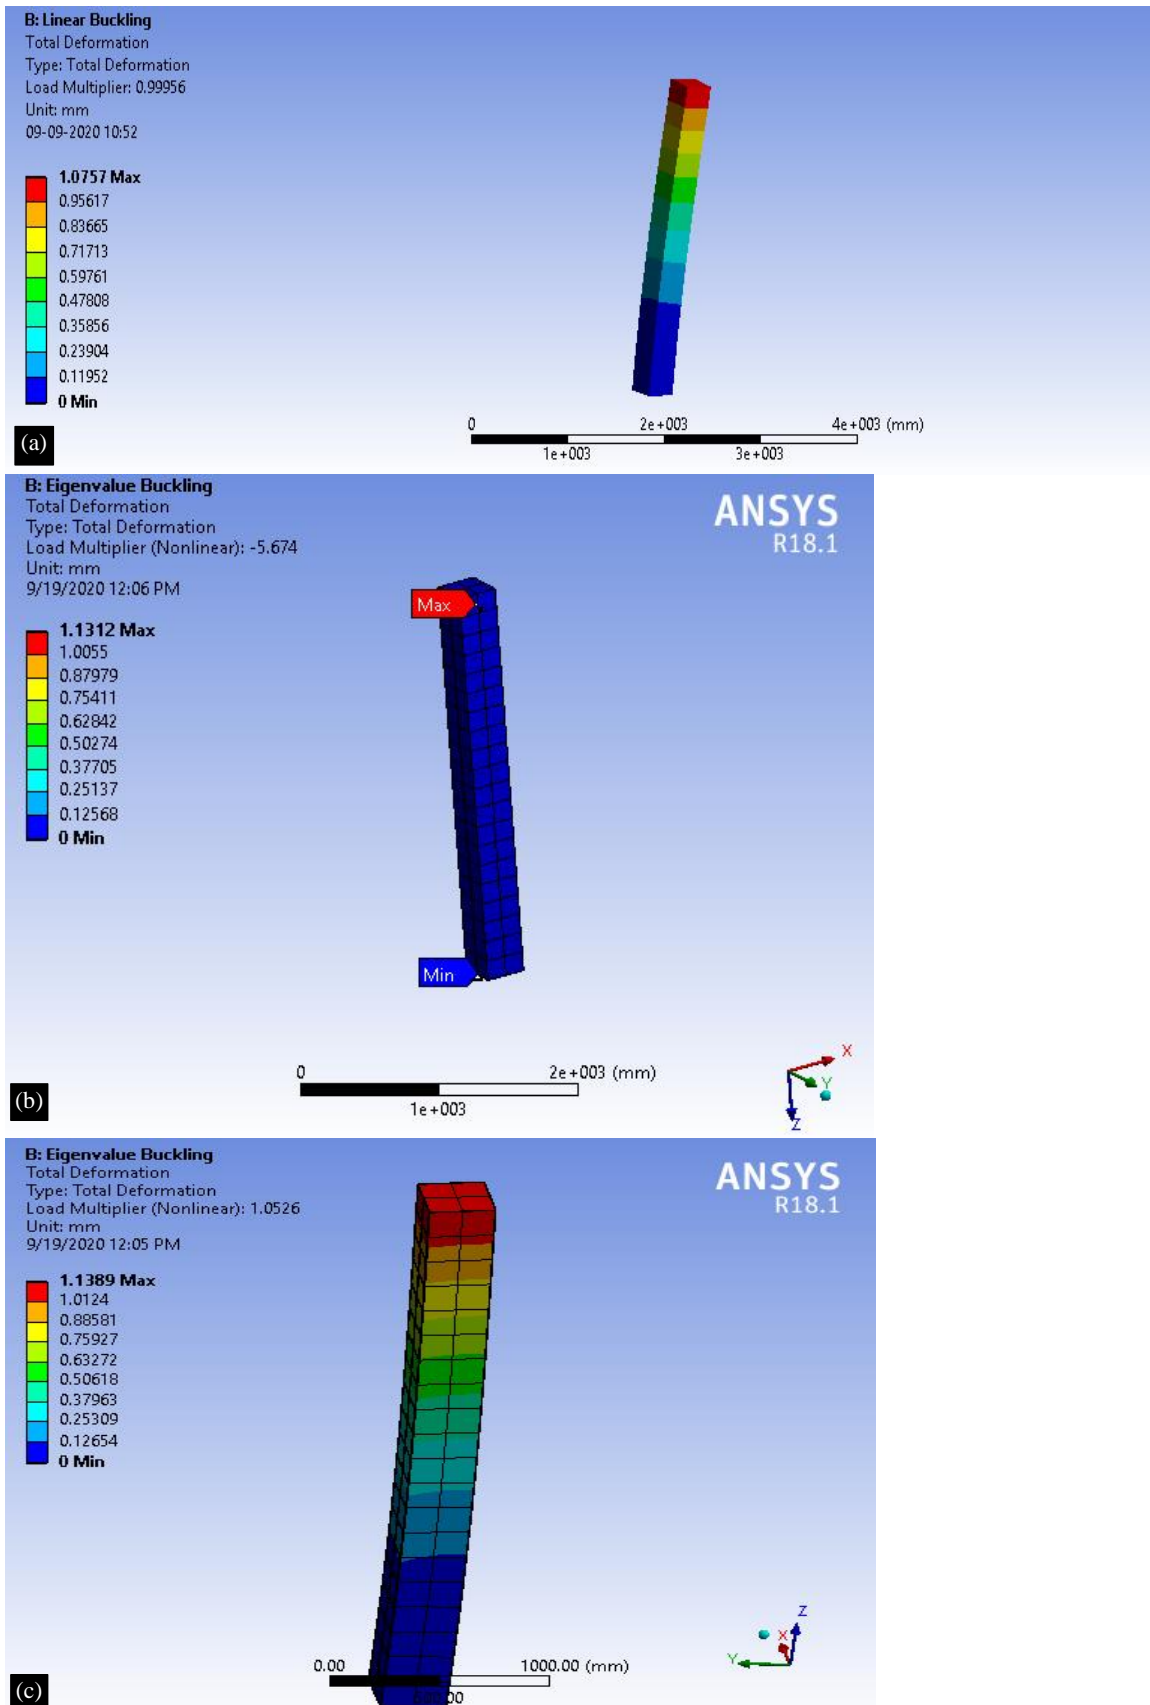 B: Linear Buckling
Total Deformation
Type: Total Deformation
Load Multiplier: 0.99956
Unit: mm
09-09-2020 10:52
1.0757 Max
0.95617
0.83665
0.71713
0.59761
0.47808
0.35856
0.23904
0.11952
0 Min
0 2e+003 4e+003 (mm)
1e+003 3e+003
(a)
B: Eigenvalue Buckling
Total Deformation
Type: Total Deformation
Load Multiplier (Nonlinear): -5.674
Unit: mm
9/19/2020 12:06 PM
ANSYS
R18.1
1.1312 Max
1.0055
0.87979
0.75411
0.62842
0.50274
0.37705
0.25137
0.12568
0 Min
Max
Min
0 2e+003 (mm)
1e+003
X
Y
Z
(b)
B: Eigenvalue Buckling
Total Deformation
Type: Total Deformation
Load Multiplier (Nonlinear): 1.0526
Unit: mm
9/19/2020 12:05 PM
ANSYS
R18.1
1.1389 Max
1.0124
0.88581
0.75927
0.63272
0.50618
0.37963
0.25309
0.12654
0 Min
0.00 1000.00 (mm)
Z
X
Y
(c)